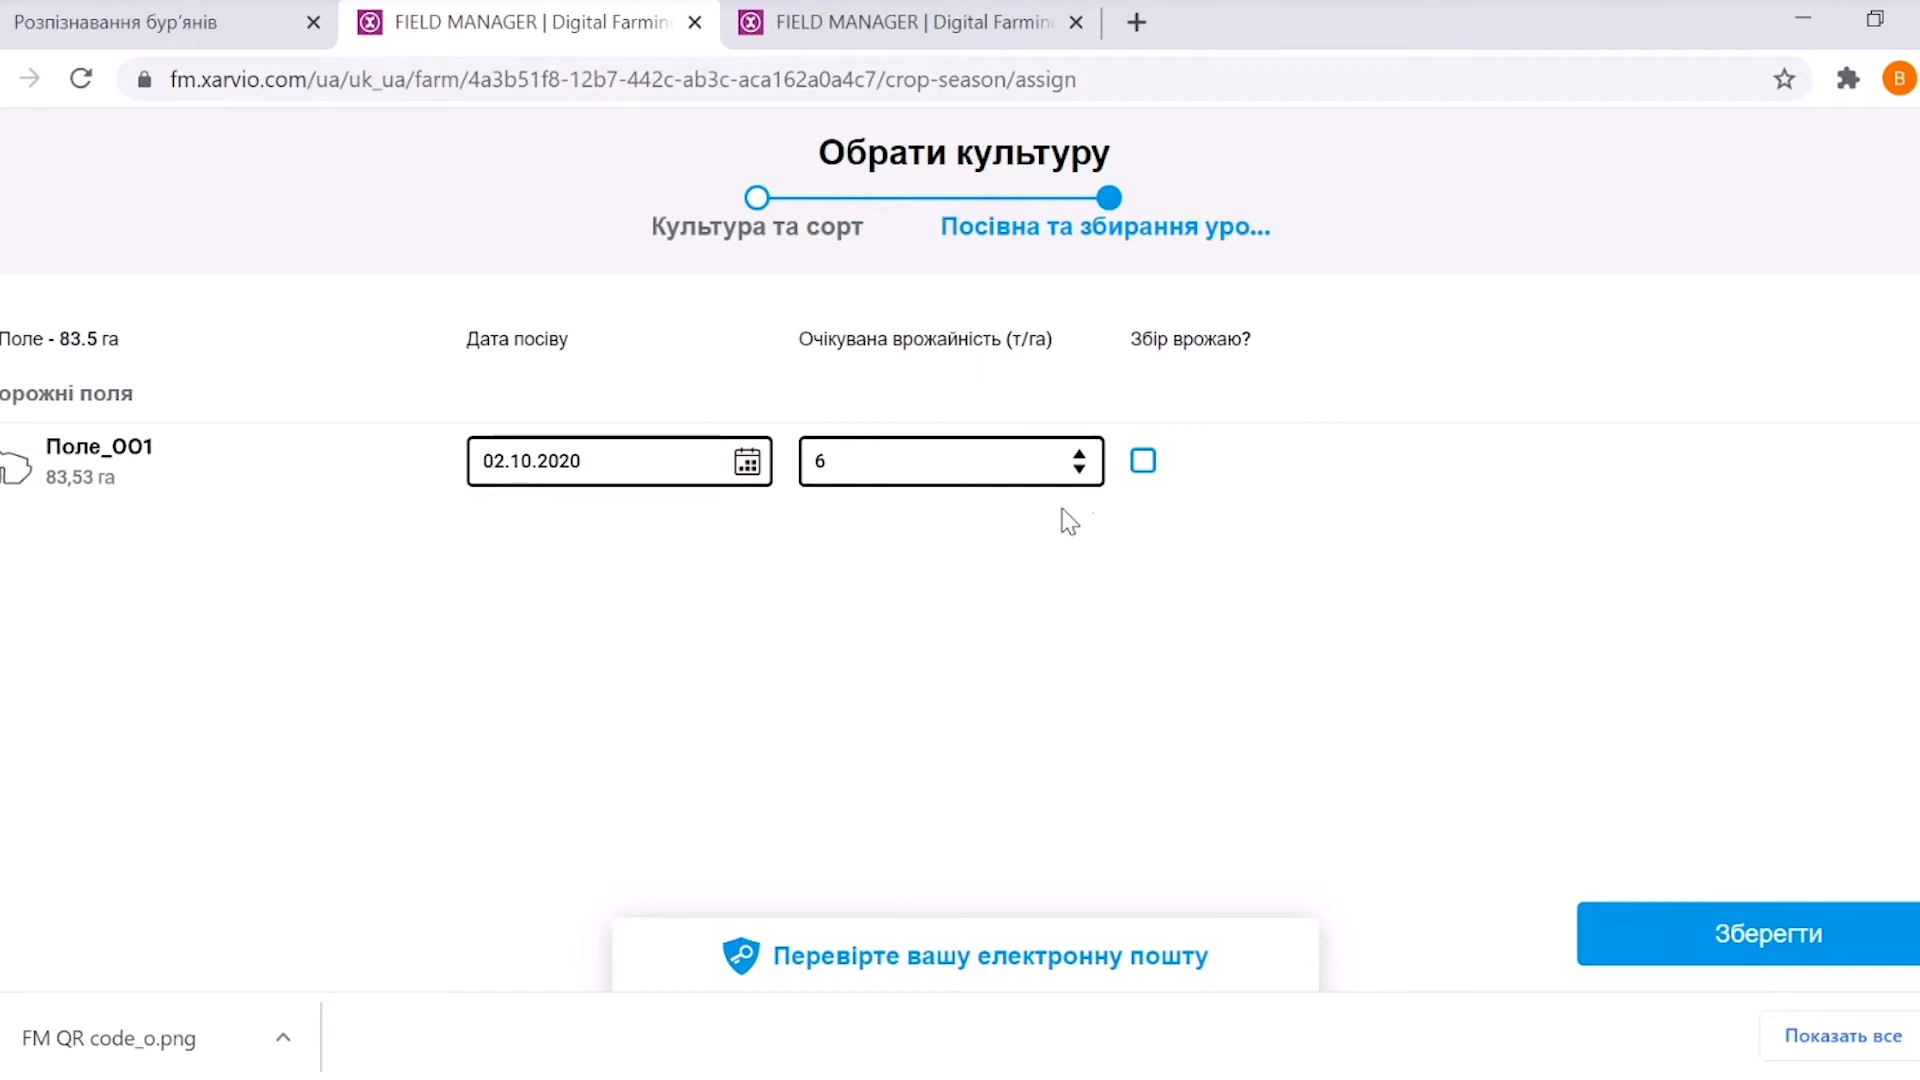 Розпізнавання бур’янів
FIELD MANAGER | Digital Farmin
FIELD MANAGER | Digital Farmin
fm.xarvio.com/ua/uk_ua/farm/4a3b51f8-12b7-442c-ab3c-aca162a0a4c7/crop-season/assign
B
Обрати культуру
Культура та сорт
Посівна та збирання уро...
Поле - 83.5 га
Дата посіву
Очікувана врожайність (т/га)
Збір врожаю?
орожні поля
Поле_001
83,53 га
02.10.2020
6
Зберегти
Перевірте вашу електронну пошту
FM QR code_o.png
Показать все